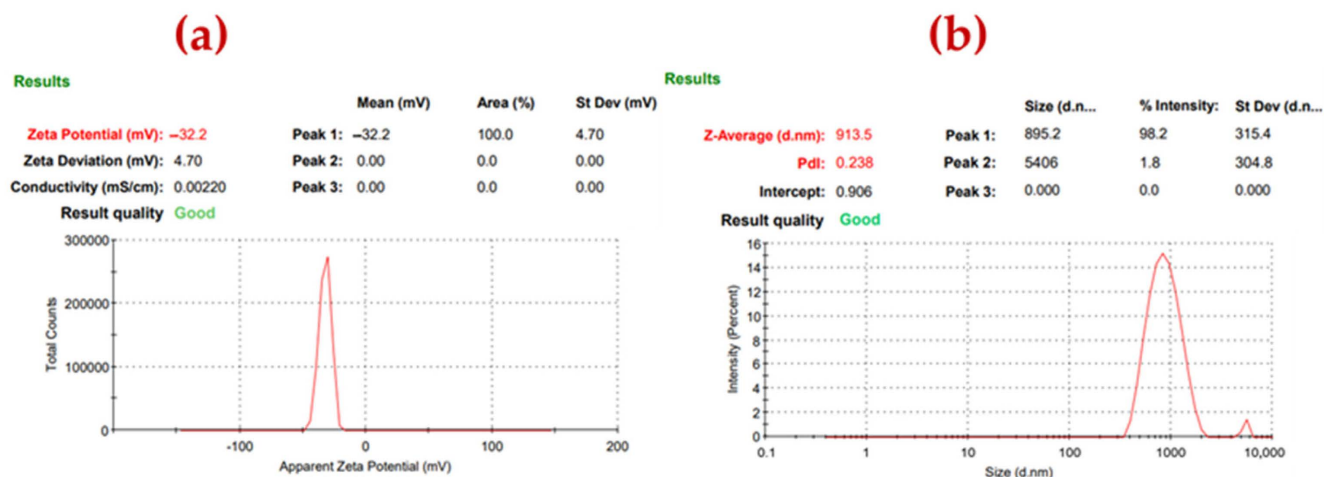 (a)
Results
Mean (mV) Area (%) St Dev (mV)
Zeta Potential (mV): –32.2 Peak 1: –32.2 100.0 4.70
Zeta Deviation (mV): 4.70 Peak 2: 0.00 0.0 0.00
Conductivity (mS/cm): 0.00220 Peak 3: 0.00 0.0 0.00
Result quality Good
300000
200000
100000
0
Total Counts
-100 0 100 200
Apparent Zeta Potential (mV)
(b)
Results
Size (d.n... % Intensity: St Dev (d.n...
Z-Average (d.nm): 913.5 Peak 1: 895.2 98.2 315.4
PdI: 0.238 Peak 2: 5406 1.8 304.8
Intercept: 0.906 Peak 3: 0.000 0.0 0.000
Result quality Good
16
14
12
10
8
6
4
2
0
Intensity (Percent)
0.1 1 10 100 1000 10,000
Size (d.nm)